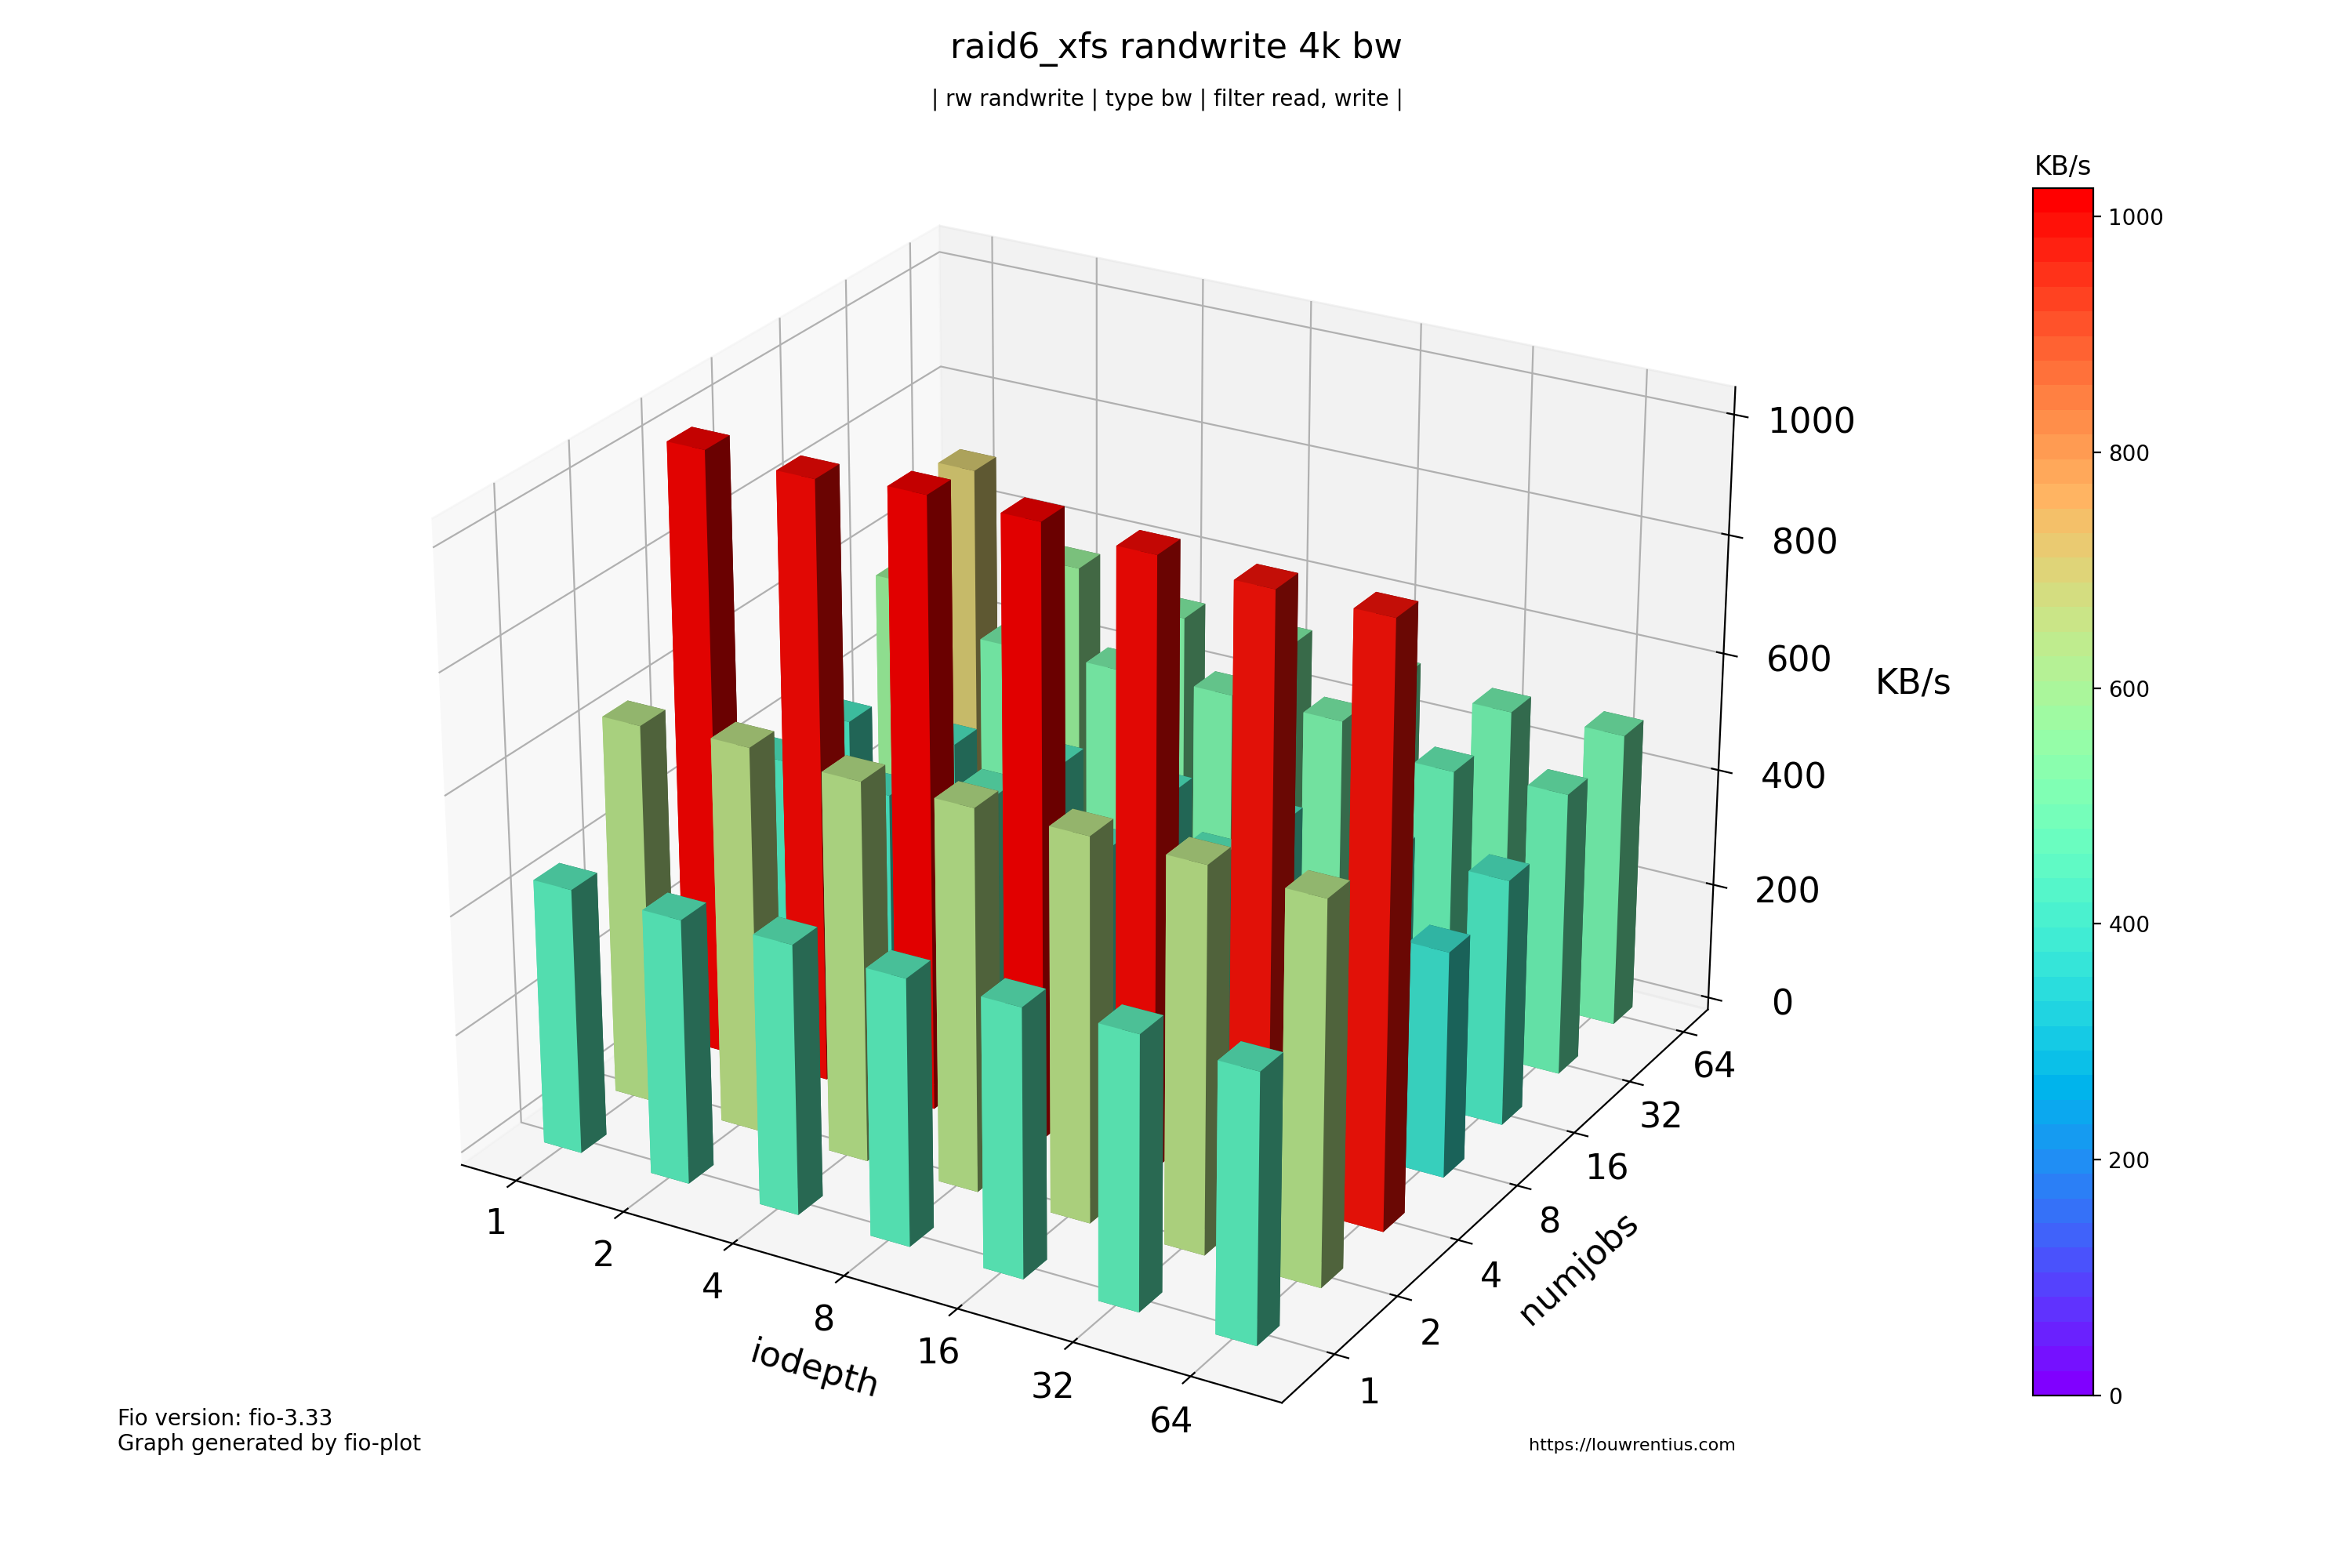 raid6_xfs randwrite 4k bw
| rw randwrite | type bw | filter read, write |
KB/s
1000
800
600
400
200
0
1000
800
600
400
200
0
KB/s
64
32
16
8
4
2
1
numjobs
1
2
4
8
16
32
64
iodepth
Fio version: fio-3.33
Graph generated by fio-plot
https://louwrentius.com